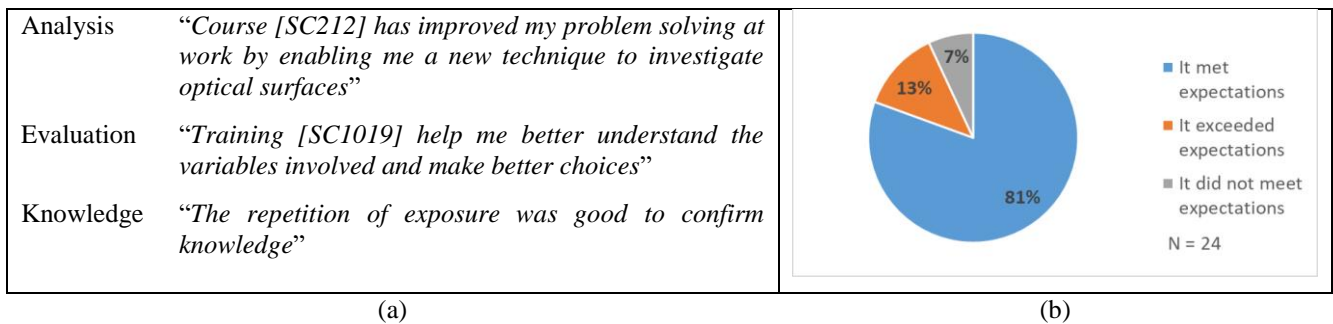 Analysis “Course [SC212] has improved my problem solving at
work by enabling me a new technique to investigate
optical surfaces”
Evaluation “Training [SC1019] help me better understand the
variables involved and make better choices”
Knowledge “The repetition of exposure was good to confirm
knowledge”
(a)
7%
13%
81%
It met
expectations
It exceeded
expectations
It did not meet
expectations
N = 24
(b)